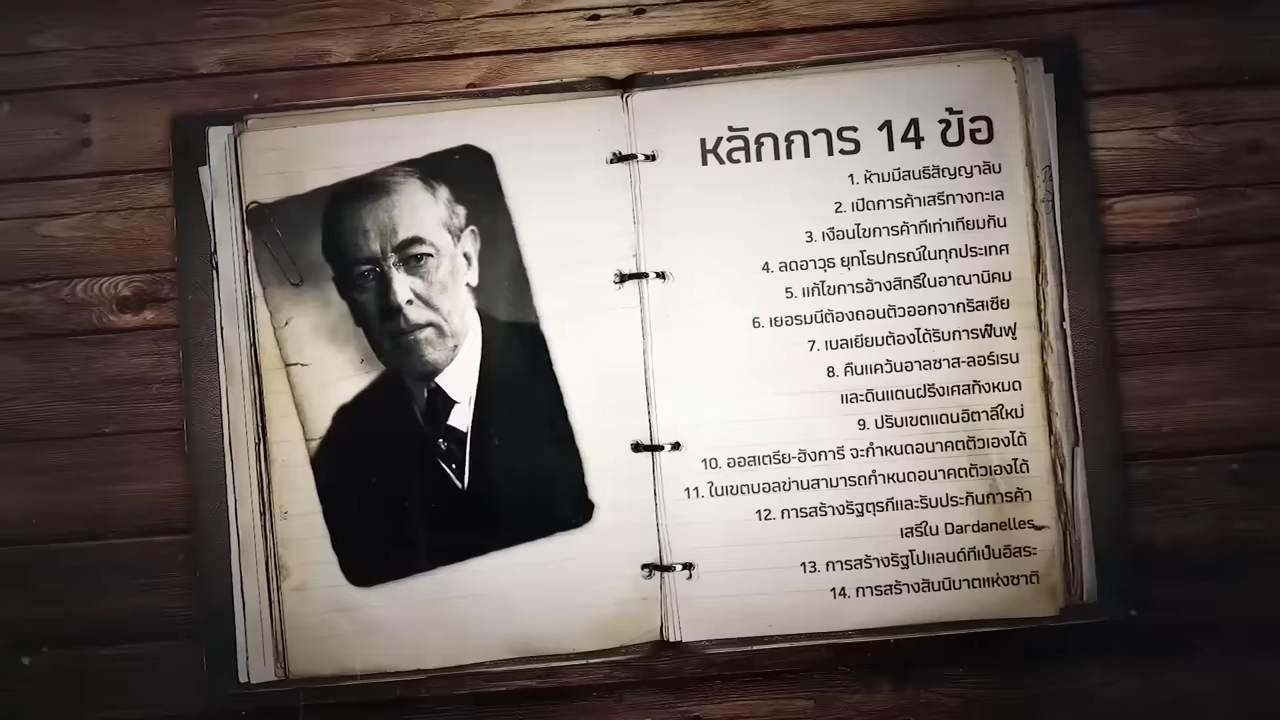 หลักการ 14 ข้อ
1. ห้ามมีสนธิสัญญาลับ
2. เปิดการค้าเสรีทางทะเล
3. เงื่อนไขการค้าที่เท่าเทียมกัน
4. ลดอาวุธ ยุทโธปกรณ์ในทุกประเทศ
5. แก้ไขการอ้างสิทธิ์ในอาณานิคม
6. เยอรมนีต้องถอนตัวออกจากรัสเซีย
7. เบลเยียมต้องได้รับการฟื้นฟู
8. คืนแคว้นอาลซาส-ลอร์เรน
และดินแดนฝรั่งเศสทั้งหมด
9. ปรับเขตแดนอิตาลีใหม่
10. ออสเตรีย-ฮังการี จะกำหนดอนาคตตัวเองได้
11. ในเขตบอลข่านสามารถกำหนดอนาคตตัวเองได้
12. การสร้างรัฐตุรกีและรับประกันการค้า
เสรีใน Dardanelles
13. การสร้างรัฐโปแลนด์ที่เป็นอิสระ
14. การสร้างสันนิบาตแห่งชาติ